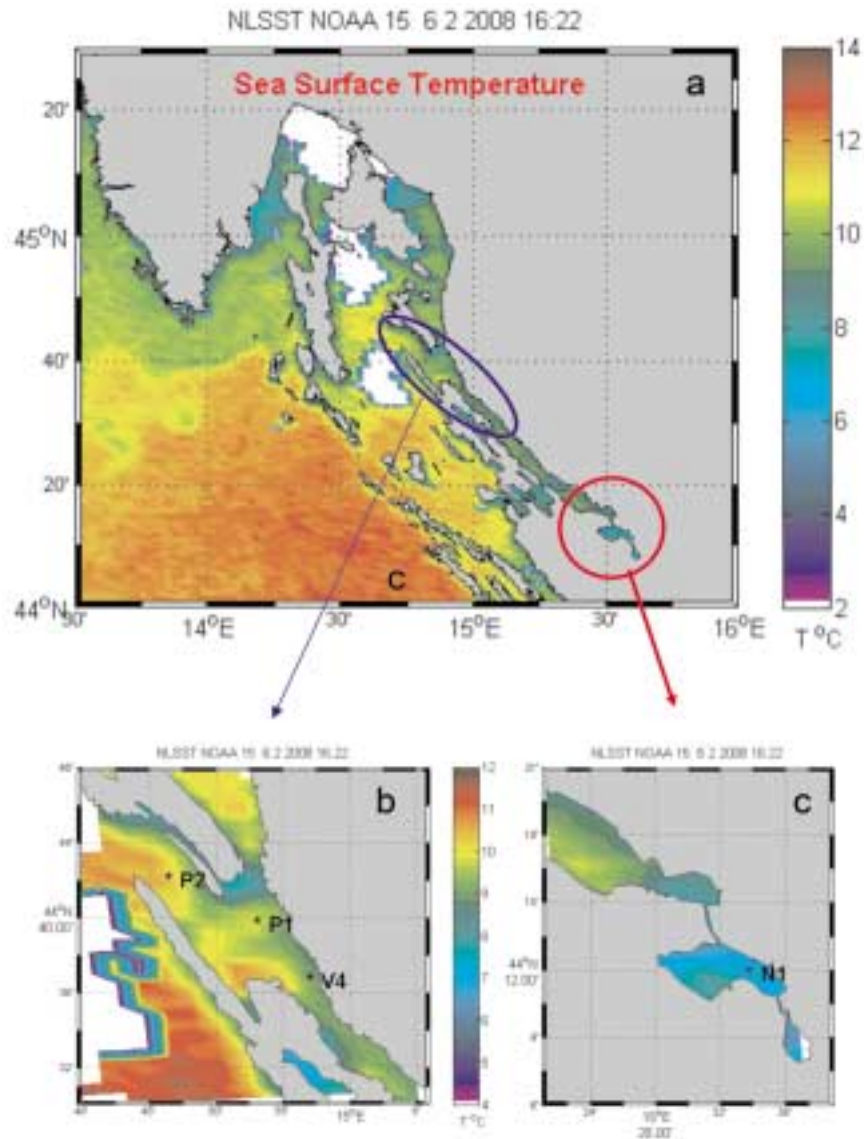 NLSST NOAA 15 6 2 2008 16:22
Sea Surface Temperature
a
20'
45°N
40'
20'
44°N
30'
14°E
30'
15°E
30'
16°E
C
14
12
10
8
6
4
2
T °C
NLSST NOAA 15 6 2 2008 16:22
b
P2
P1
V4
44°N
40.00'
15°E
12
11
10
9
8
7
6
5
4
T °C
NLSST NOAA 15 6 2 2008 16:22
c
N1
44°N
12.00'